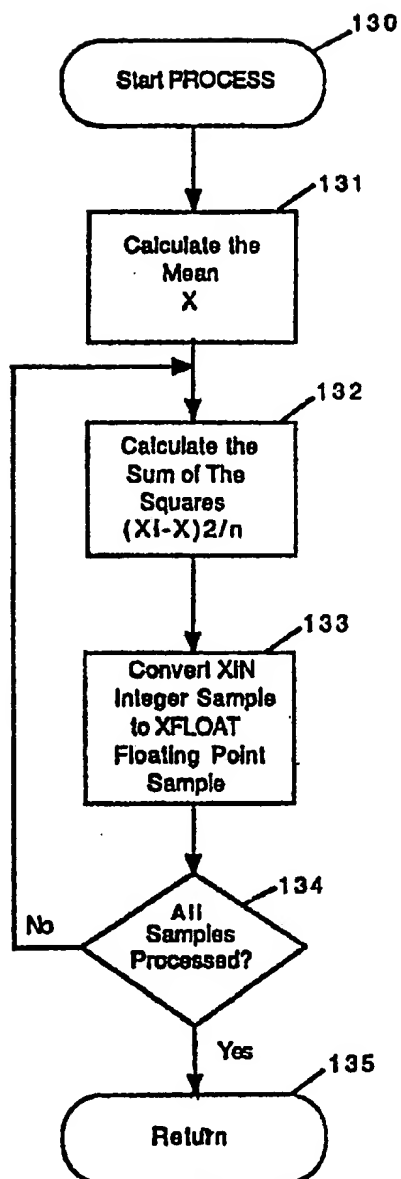 130
Start PROCESS
131
Calculate the
Mean
X
132
Calculate the
Sum of The
Squares
(Xi-X)2/n
133
Convert XIN
Integer Sample
to XFLOAT
Floating Point
Sample
134
All
Samples
Processed?
No
Yes
135
Return